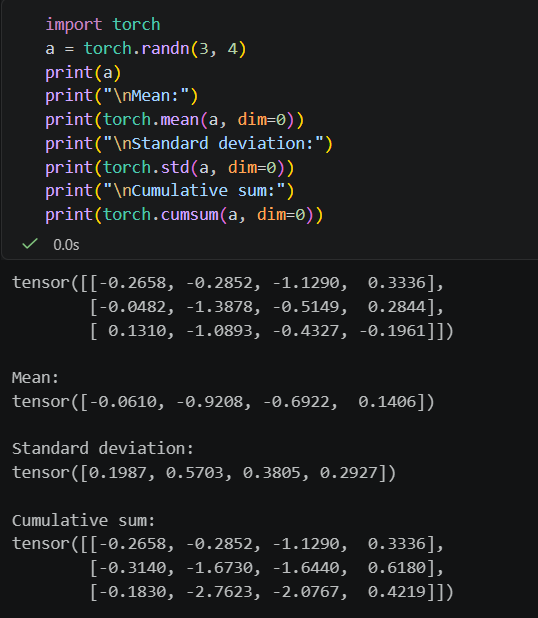 import torch
a = torch.randn(3, 4)
print(a)
print("\nMean:")
print(torch.mean(a, dim=0))
print("\nStandard deviation:")
print(torch.std(a, dim=0))
print("\nCumulative sum:")
print(torch.cumsum(a, dim=0))
0.0s
tensor([[-0.2658, -0.2852, -1.1290,  0.3336],
        [-0.0482, -1.3878, -0.5149,  0.2844],
        [ 0.1310, -1.0893, -0.4327, -0.1961]])
Mean:
tensor([-0.0610, -0.9208, -0.6922,  0.1406])
Standard deviation:
tensor([0.1987, 0.5703, 0.3805, 0.2927])
Cumulative sum:
tensor([[-0.2658, -0.2852, -1.1290,  0.3336],
        [-0.3140, -1.6730, -1.6440,  0.6180],
        [-0.1830, -2.7623, -2.0767,  0.4219]])